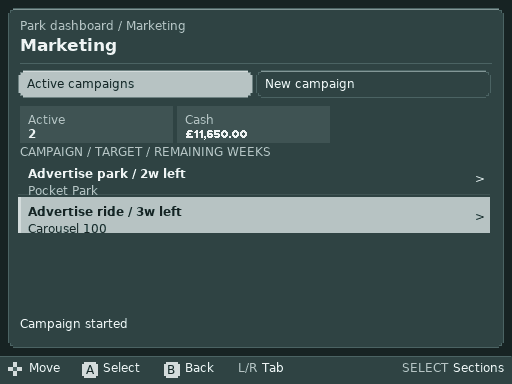 Park dashboard / Marketing
Marketing
Active campaigns
New campaign
Active
2
Cash
£11,650.00
CAMPAIGN / TARGET / REMAINING WEEKS
Advertise park / 2w left
Pocket Park
>
Advertise ride / 3w left
Carousel 100
>
Campaign started
Move
A Select
B Back
L/R Tab
SELECT Sections